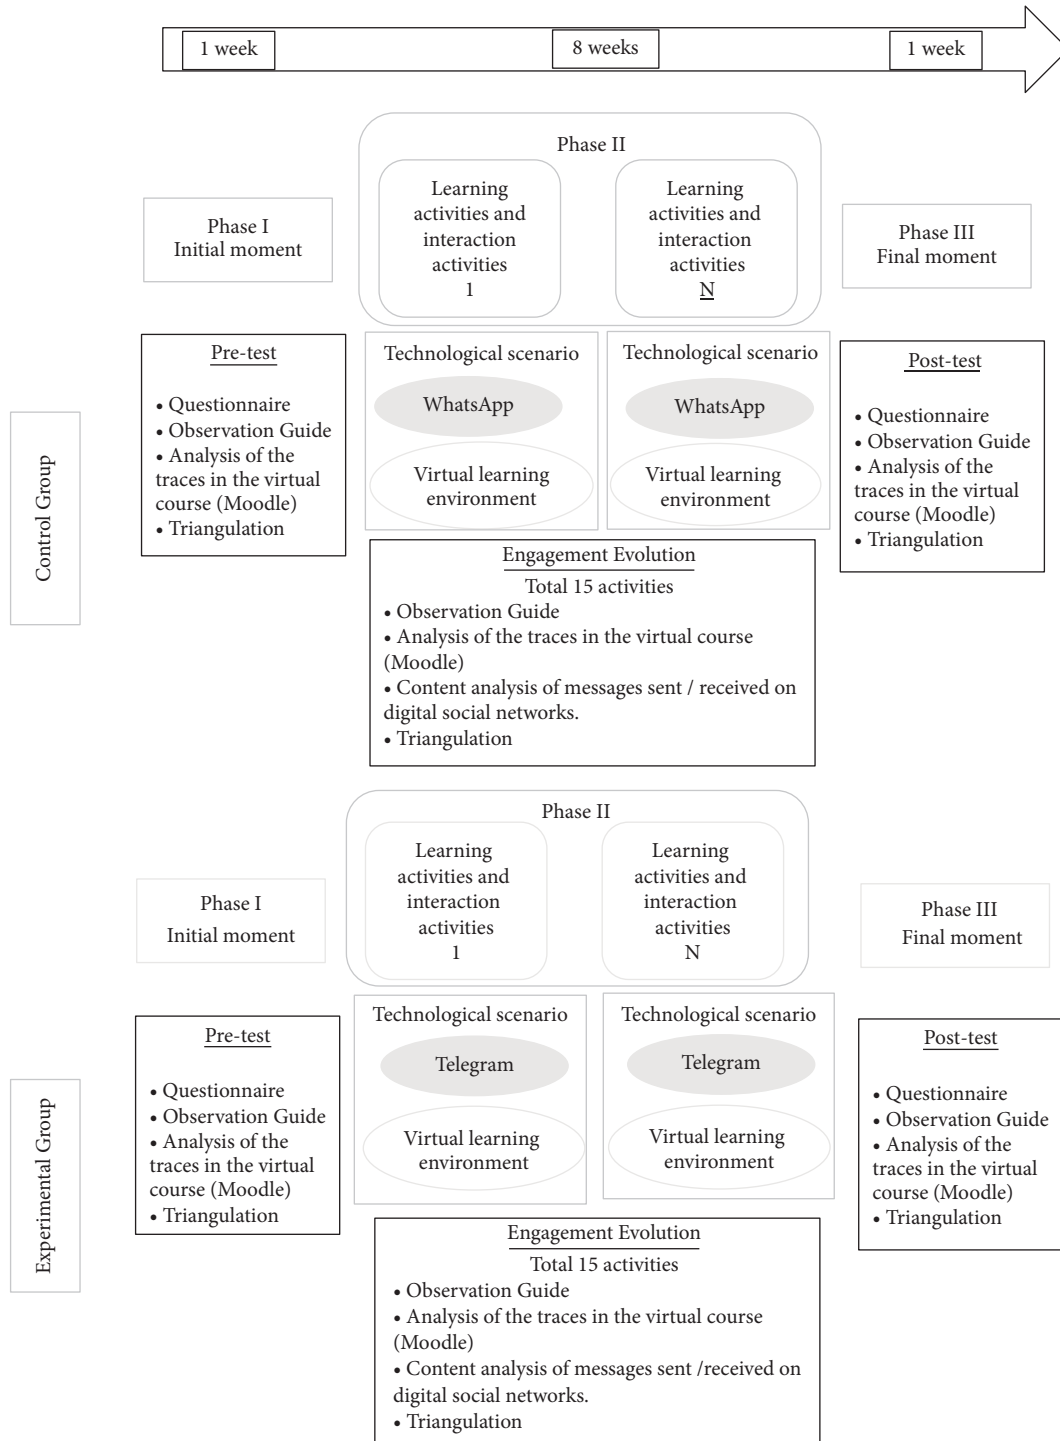 1 week
8 weeks
1 week
Phase II
Learning
activities and
interaction
activities
1
Learning
activities and
interaction
activities
N
Phase I
Initial moment
Phase III
Final moment
Control Group
Pre-test
• Questionnaire
• Observation Guide
• Analysis of the
traces in the virtual
course (Moodle)
• Triangulation
Technological scenario
WhatsApp
Virtual learning
environment
Technological scenario
WhatsApp
Virtual learning
environment
Post-test
• Questionnaire
• Observation Guide
• Analysis of the
traces in the virtual
course (Moodle)
• Triangulation
Engagement Evolution
Total 15 activities
• Observation Guide
• Analysis of the traces in the virtual course
(Moodle)
• Content analysis of messages sent / received on
digital social networks.
• Triangulation
Phase II
Learning
activities and
interaction
activities
1
Learning
activities and
interaction
activities
N
Phase I
Initial moment
Phase III
Final moment
Experimental Group
Pre-test
• Questionnaire
• Observation Guide
• Analysis of the
traces in the virtual
course (Moodle)
• Triangulation
Technological scenario
Telegram
Virtual learning
environment
Technological scenario
Telegram
Virtual learning
environment
Post-test
• Questionnaire
• Observation Guide
• Analysis of the
traces in the virtual
course (Moodle)
• Triangulation
Engagement Evolution
Total 15 activities
• Observation Guide
• Analysis of the traces in the virtual course
(Moodle)
• Content analysis of messages sent /received on
digital social networks.
• Triangulation